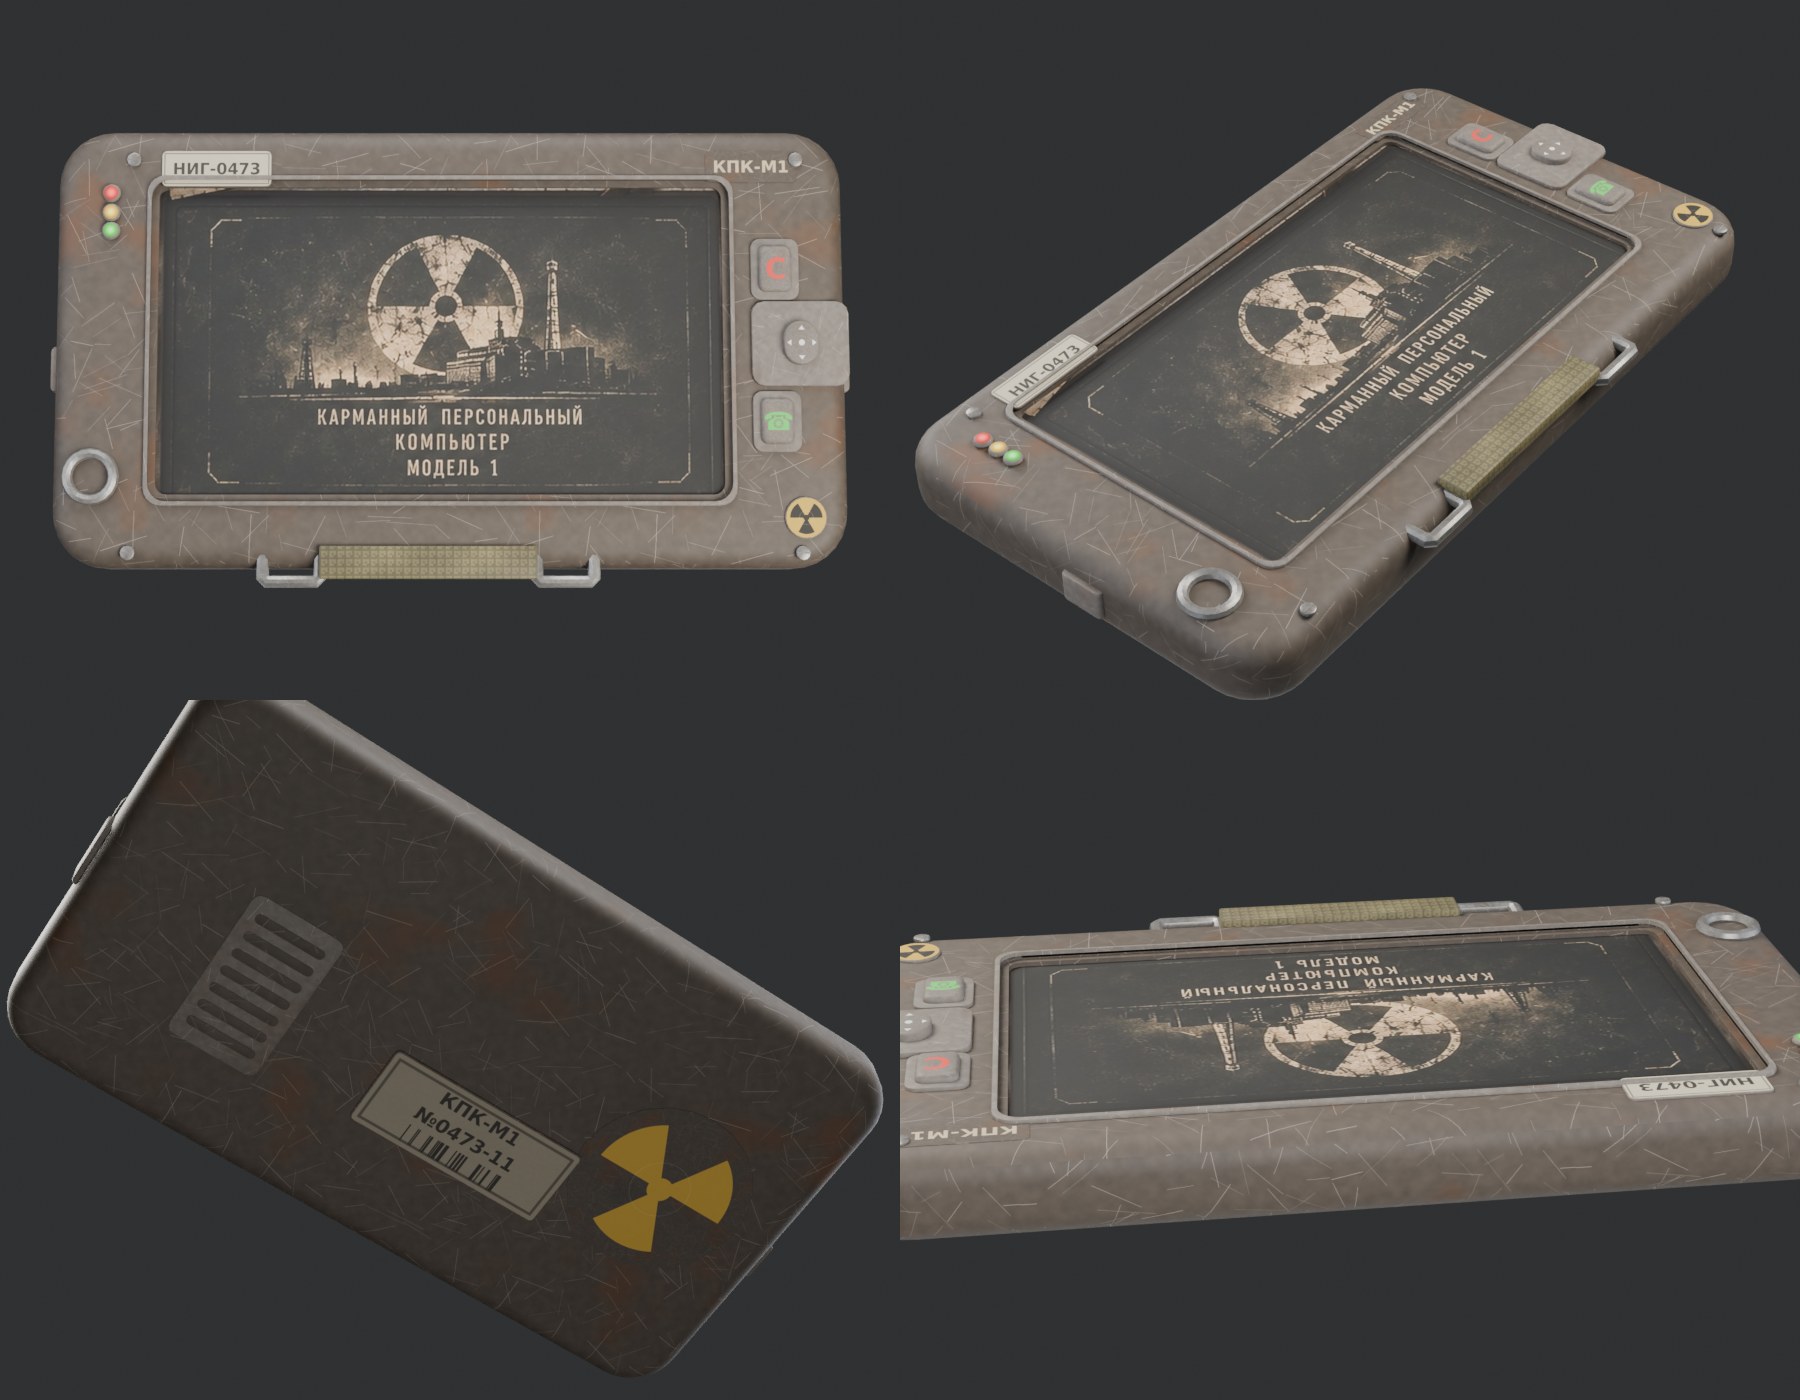 НИГ-0473
КПК-М1
C
КАРМАННЫЙ ПЕРСОНАЛЬНЫЙ
КОМПЬЮТЕР
МОДЕЛЬ 1
КПК-М1
C
НИГ-0473
КАРМАННЫЙ ПЕРСОНАЛЬНЫЙ
КОМПЬЮТЕР
МОДЕЛЬ 1
КПК-М1
№0473-11
МОДЕЛЬ 1
КОМПЬЮТЕР
КАРМАННЫЙ ПЕРСОНАЛЬНЫЙ
C
НИГ-0473
КПК-М1